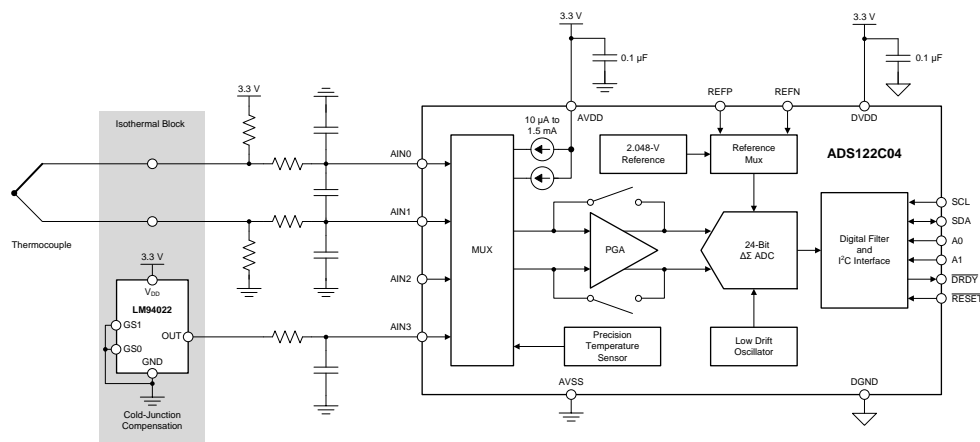 3.3 V
0.1 µF
3.3 V
0.1 µF
3.3 V
Isothermal Block
Thermocouple
3.3 V
VDD
LM94022
GS1
GS0
OUT
GND
Cold-Junction
Compensation
REFP
REFN
AVDD
DVDD
10 µA to
1.5 mA
2.048-V
Reference
Reference
Mux
ADS122C04
AIN0
AIN1
AIN2
AIN3
MUX
PGA
24-Bit
ΔΣ ADC
Digital Filter
and
I²C Interface
SCL
SDA
A0
A1
DRDY
RESET
Precision
Temperature
Sensor
Low Drift
Oscillator
AVSS
DGND